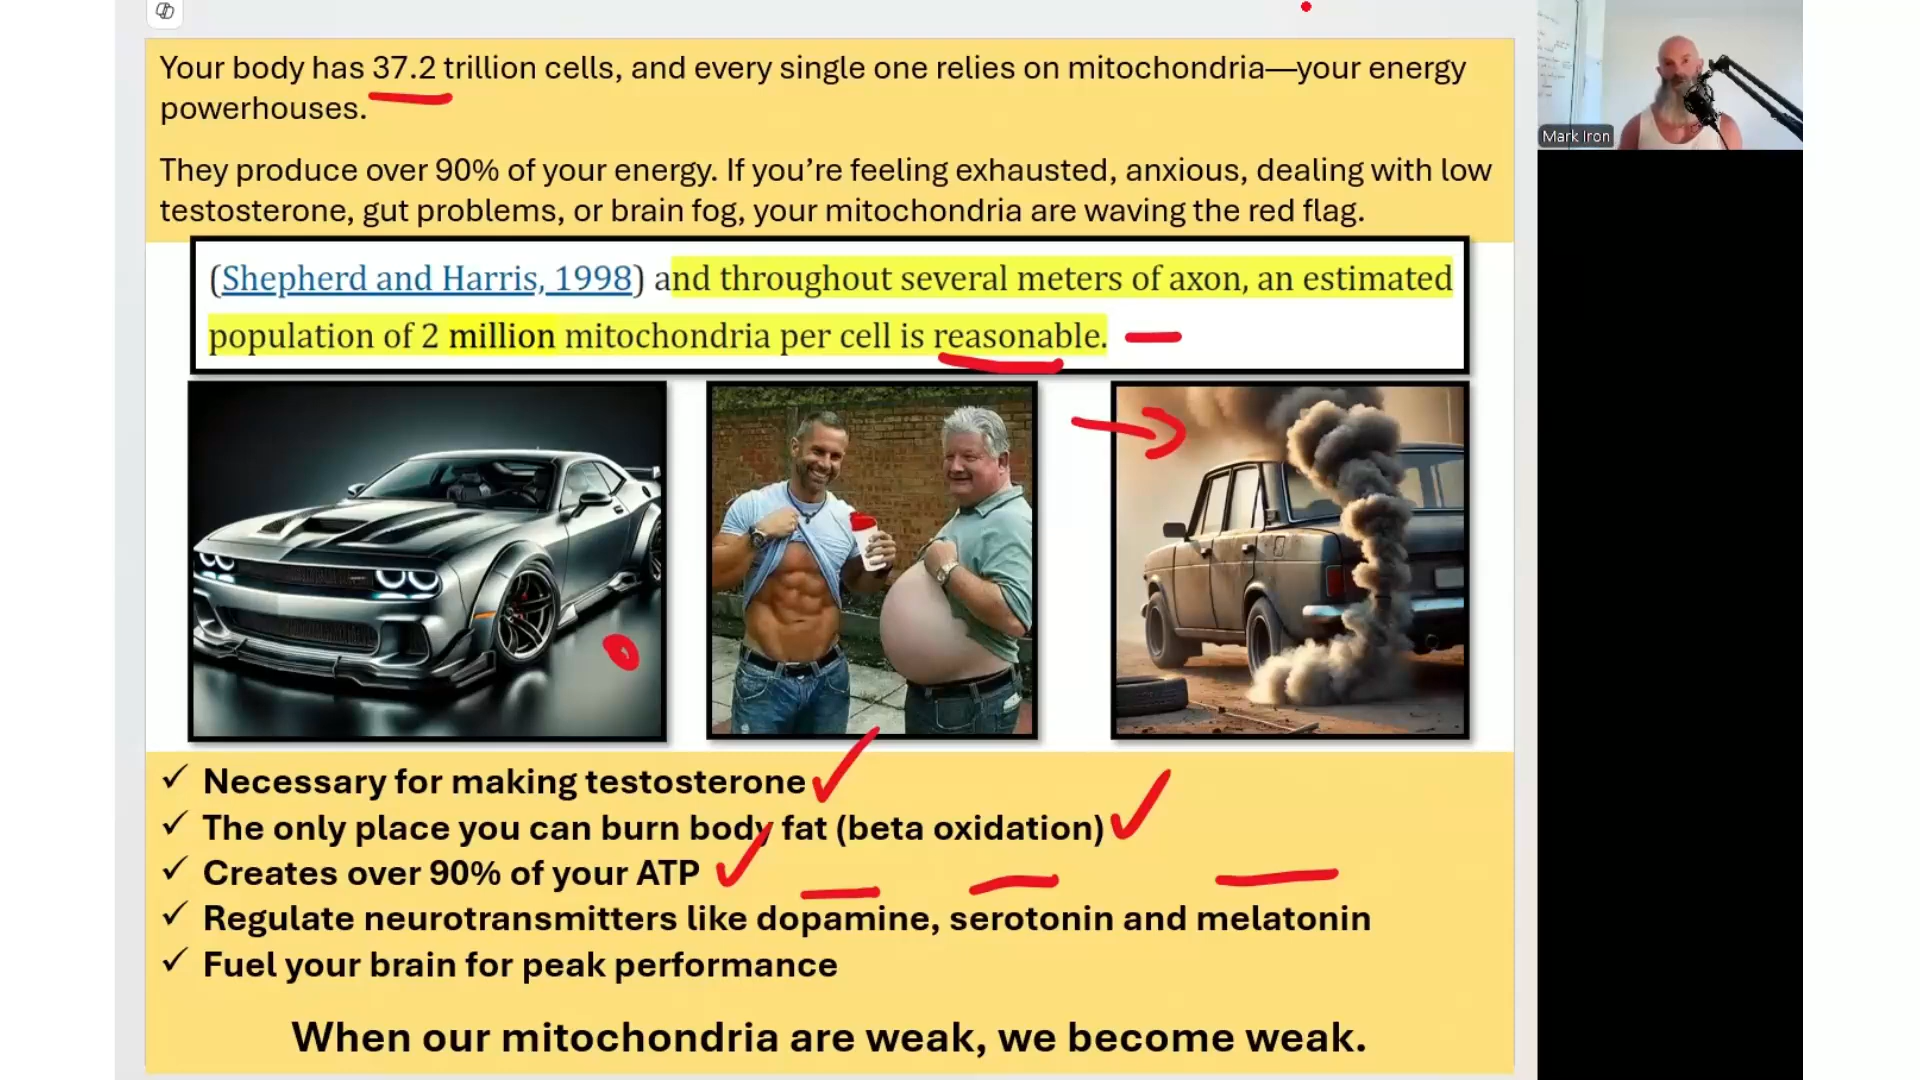 Your body has 37.2 trillion cells, and every single one relies on mitochondria—your energy
powerhouses.
They produce over 90% of your energy. If you’re feeling exhausted, anxious, dealing with low
testosterone, gut problems, or brain fog, your mitochondria are waving the red flag.
(Shepherd and Harris, 1998) and throughout several meters of axon, an estimated
population of 2 million mitochondria per cell is reasonable.
Mark Iron
✓ Necessary for making testosterone
✓ The only place you can burn body fat (beta oxidation)
✓ Creates over 90% of your ATP
✓ Regulate neurotransmitters like dopamine, serotonin and melatonin
✓ Fuel your brain for peak performance
When our mitochondria are weak, we become weak.